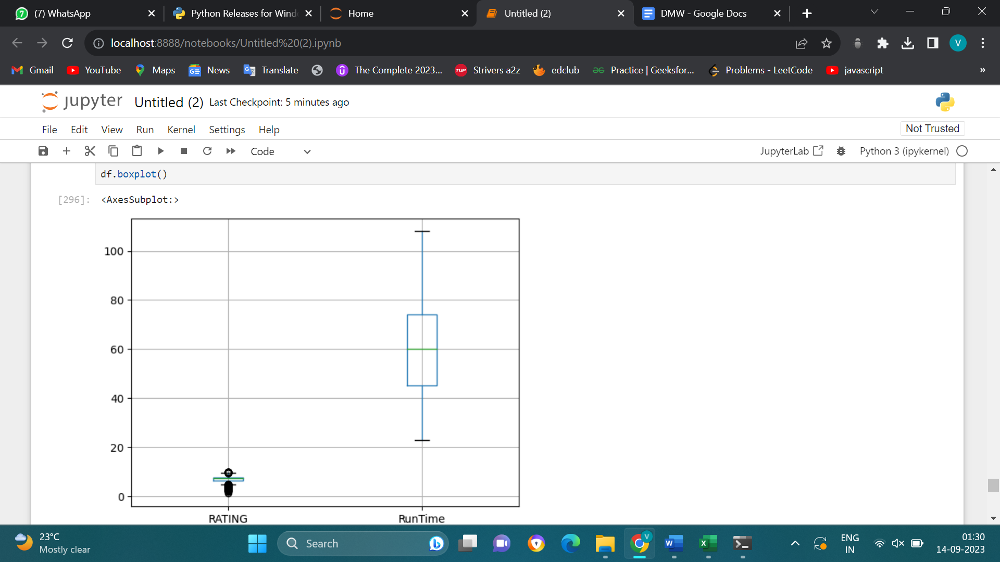 (7) WhatsApp
Python Releases for Wind
Home
Untitled (2)
DMW - Google Docs
localhost:8888/notebooks/Untitled%20(2).ipynb
V
Gmail
YouTube
Maps
News
Translate
The Complete 2023...
Strivers a2z
edclub
Practice | Geeksfor...
Problems - LeetCode
javascript
»
jupyter
Untitled (2)
Last Checkpoint: 5 minutes ago
File Edit View Run Kernel Settings Help
Not Trusted
Code
JupyterLab
Python 3 (ipykernel)
df.boxplot()
[296]:
<AxesSubplot:>
100
80
60
40
20
0
RATING
RunTime
23°C
Mostly clear
Search
V
ENG
IN
01:30
14-09-2023